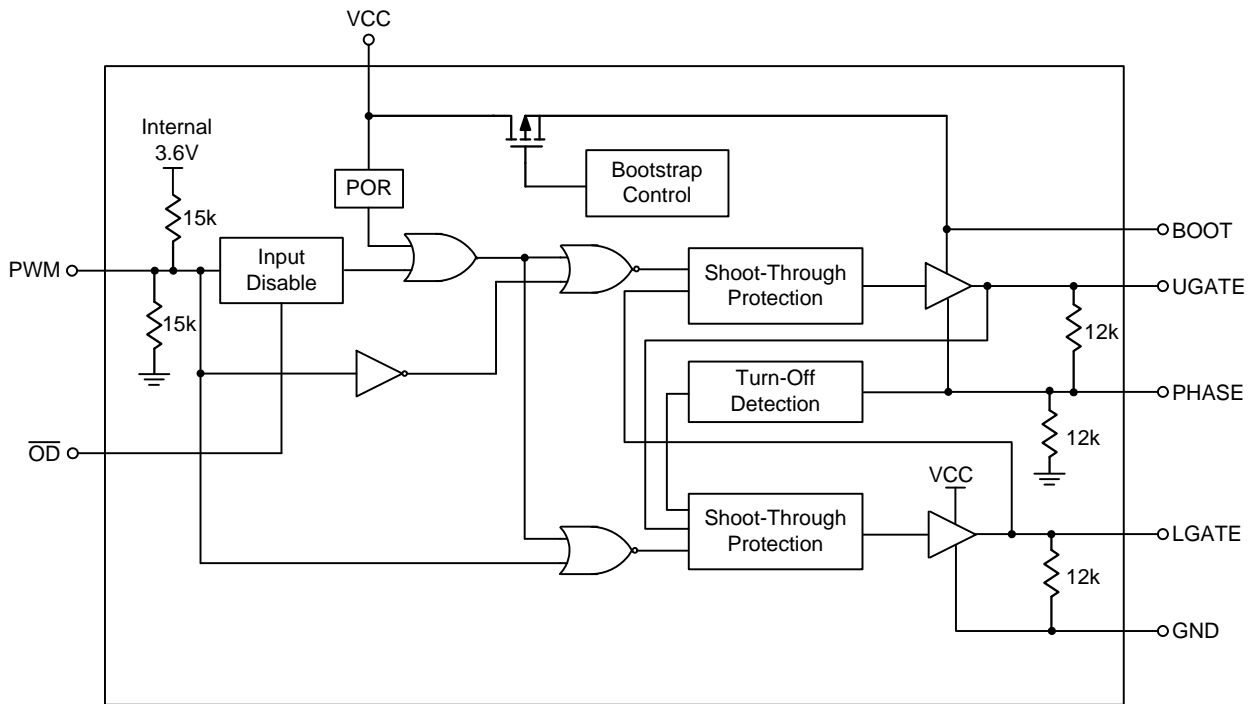 VCC
Internal
3.6V
15k
POR
Bootstrap
Control
BOOT
PWM
Input
Disable
Shoot-Through
Protection
UGATE
15k
12k
Turn-Off
Detection
PHASE
12k
OD
VCC
Shoot-Through
Protection
LGATE
12k
GND